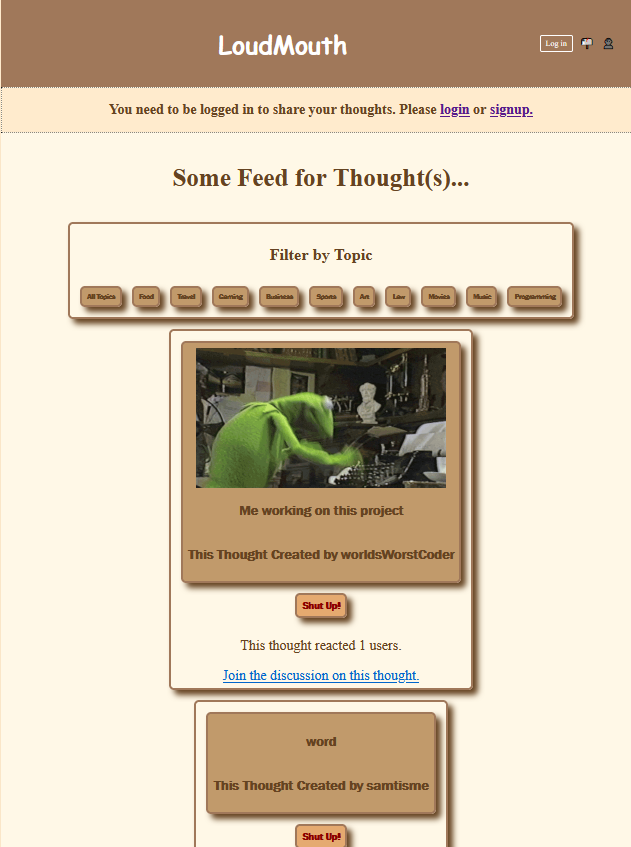 LoudMouth
Log in
You need to be logged in to share your thoughts. Please login or signup.
Some Feed for Thought(s)...
Filter by Topic
All Topics Food Travel Gaming Business Sports Art Law Movies Music Programming
Me working on this project
This Thought Created by worldsWorstCoder
Shut Up!
This thought reacted 1 users.
Join the discussion on this thought.
word
This Thought Created by samtisme
Shut Up!